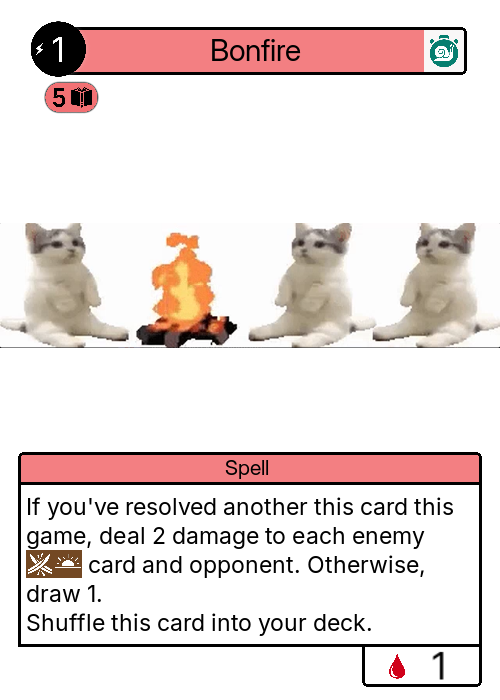 1
Bonfire
5
Spell
If you've resolved another this card this
game, deal 2 damage to each enemy
card and opponent. Otherwise,
draw 1.
Shuffle this card into your deck.
1